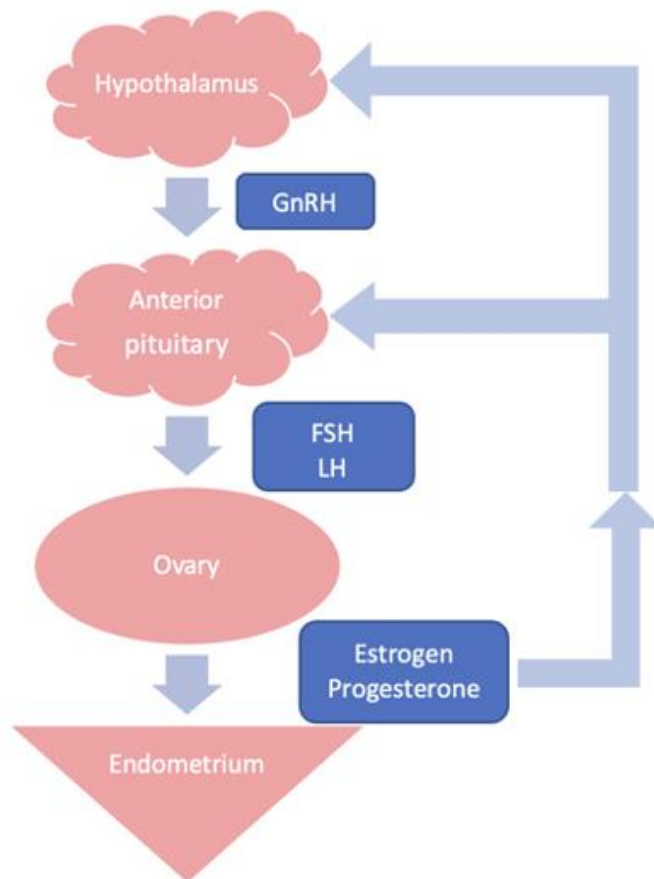 Hypothalamus
GnRH
Anterior
pituitary
FSH
LH
Ovary
Estrogen
Progesterone
Endometrium